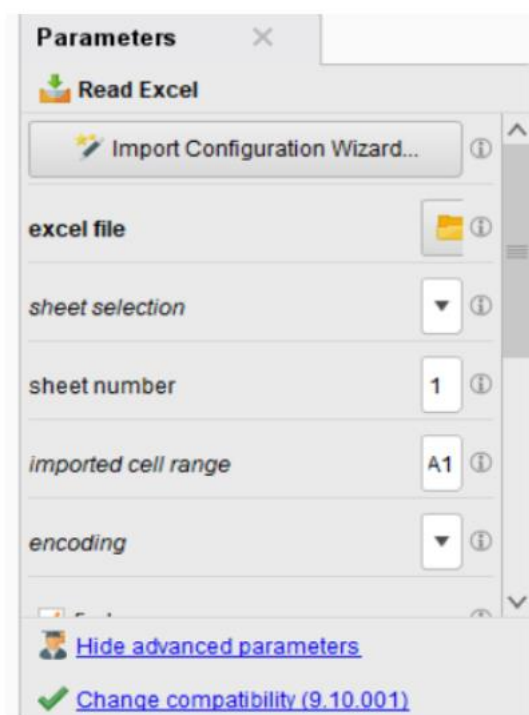 Parameters
Read Excel
Import Configuration Wizard...
excel file
sheet selection
sheet number 1
imported cell range A1
encoding
Hide advanced parameters
Change compatibility (9.10.001)